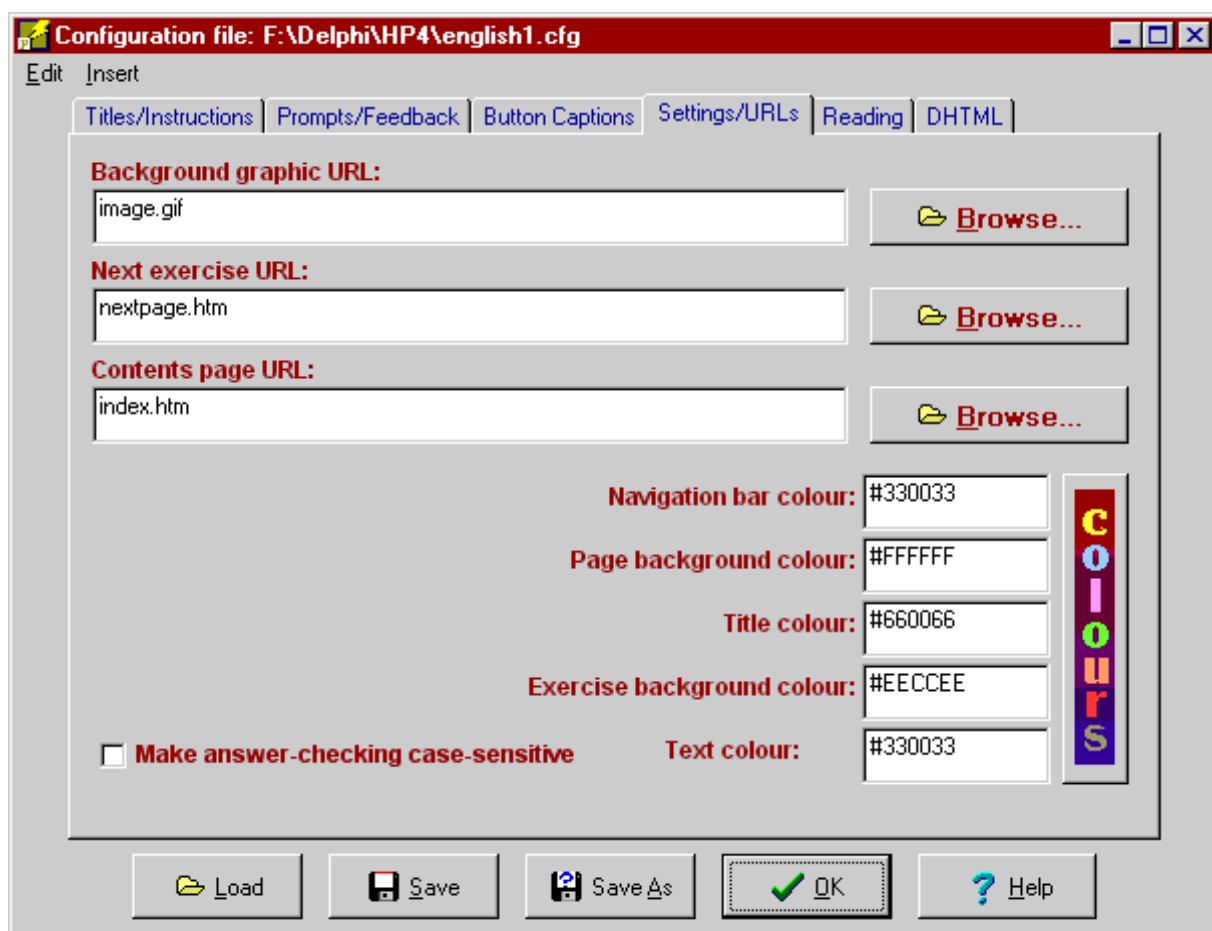 Configuration file: F:\Delphi\HP4\english1.cfg
Edit Insert
Titles/Instructions Prompts/Feedback Button Captions Settings/URLs Reading DHTML
Background graphic URL:
image.gif Browse...
Next exercise URL:
nextpage.htm Browse...
Contents page URL:
index.htm Browse...
Navigation bar colour: #330033
Page background colour: #FFFFFF
Title colour: #660066
Exercise background colour: #EECCEE
Make answer-checking case-sensitive Text colour: #330033
Colours
Load Save Save As OK Help